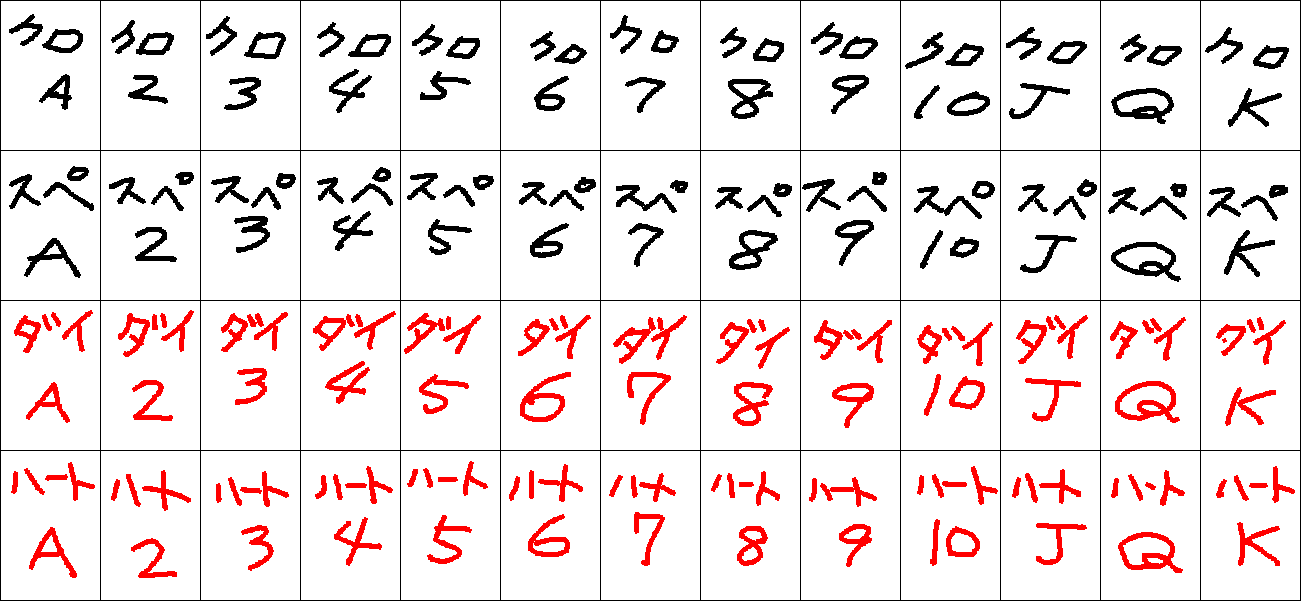 クロ クロ クロ クロ クロ クロ クロ クロ クロ クロ クロ クロ クロ
A 2 3 4 5 6 7 8 9 10 J Q K
スペ スペ スペ スペ スペ スペ スペ スペ スペ スペ スペ スペ スペ
A 2 3 4 5 6 7 8 9 10 J Q K
ダイ ダイ ダイ ダイ ダイ ダイ ダイ ダイ ダイ ダイ ダイ ダイ ダイ
A 2 3 4 5 6 7 8 9 10 J Q K
ハート ハート ハート ハート ハート ハート ハート ハート ハート ハート ハート ハート ハート
A 2 3 4 5 6 7 8 9 10 J Q K